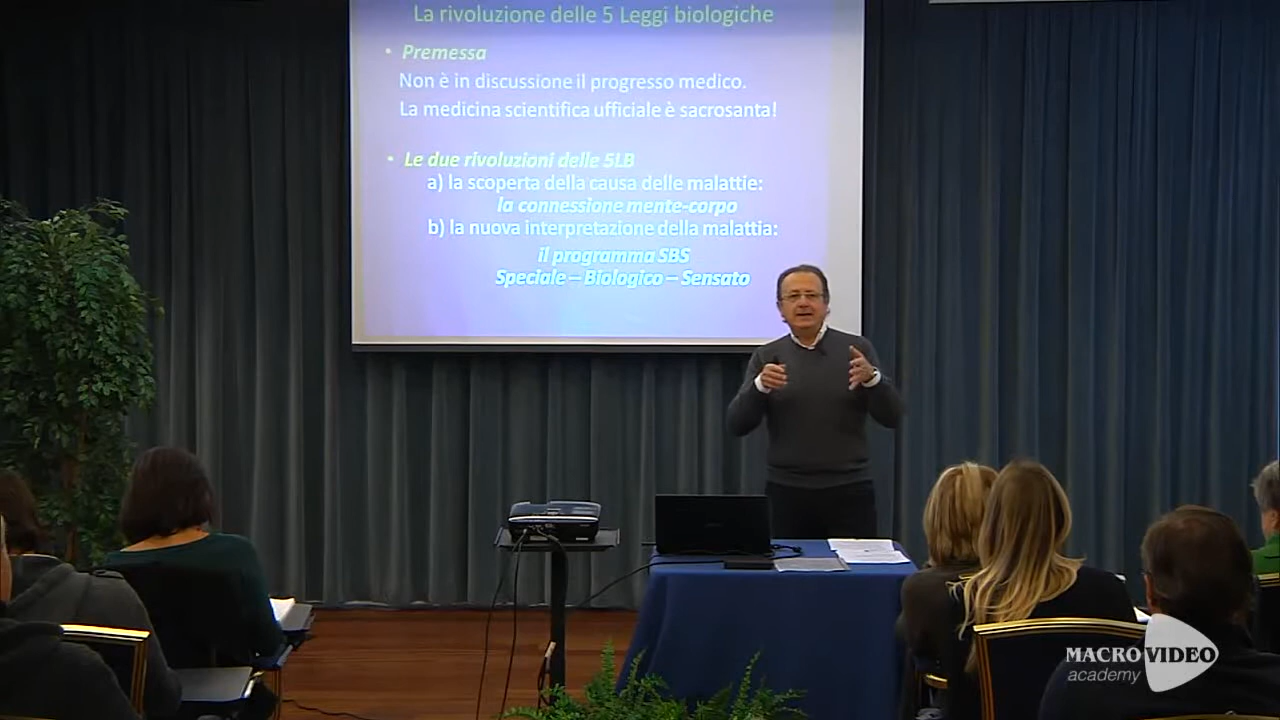 La rivoluzione delle 5 Leggi biologiche
• Premessa
Non è in discussione il progresso medico.
La medicina scientifica ufficiale è sacrosanta!
• Le due rivoluzioni delle 5LB
a) la scoperta della causa delle malattie:
la connessione mente-corpo
b) la nuova interpretazione della malattia:
il programma SBS
Speciale – Biologico – Sensato
MACROVIDEO
academy